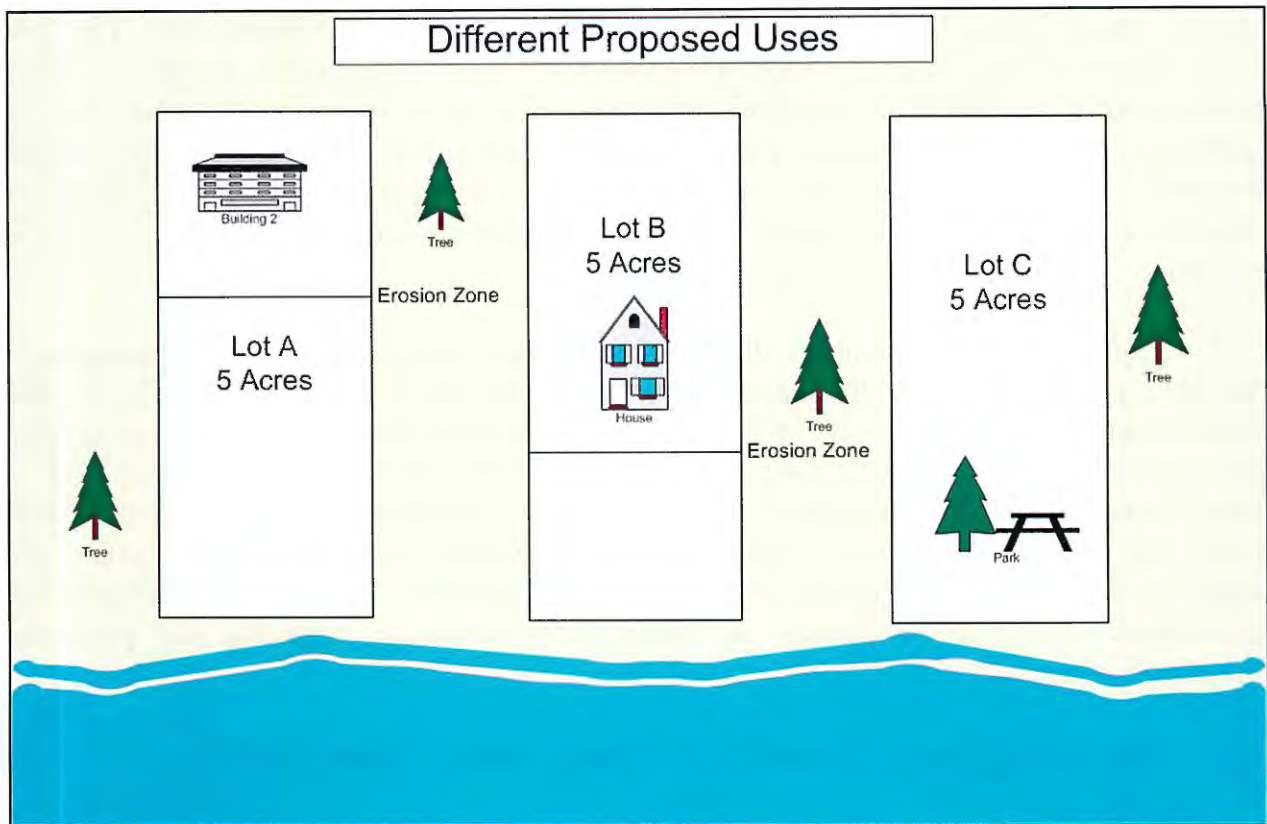 Different Proposed Uses
Building 2
Tree
Erosion Zone
Lot A
5 Acres
Tree
Lot B
5 Acres
House
Tree
Erosion Zone
Lot C
5 Acres
Park
Tree